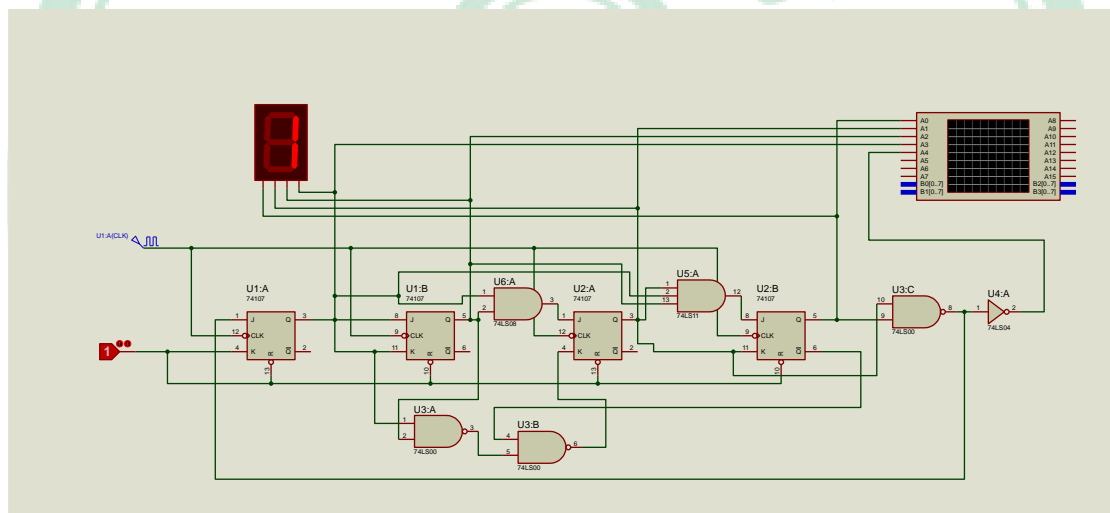 A0 A8
A1 A9
A2 A10
A3 A11
A4 A12
A5 A13
A6 A14
A7 A15
B0[0..7] B2[0..7]
B1[0..7] B3[0..7]
U1:A(CLK)
U1:A
74107
U1:B
74107
U6:A
74LS08
U2:A
74107
U5:A
74LS11
U2:B
74107
U3:C
74LS00
U4:A
74LS04
1 J Q 3
12 CLK
4 K Q 2
R
13
8 J Q 5
9 CLK
11 K Q 6
R
10
1
2
3
1 J Q 3
12 CLK
4 K Q 2
R
13
1
2
13
12
8 J Q 5
9 CLK
11 K Q 6
R
10
10
9
8
1 2
1
U3:A
1
2
3
74LS00
U3:B
4
5
6
74LS00